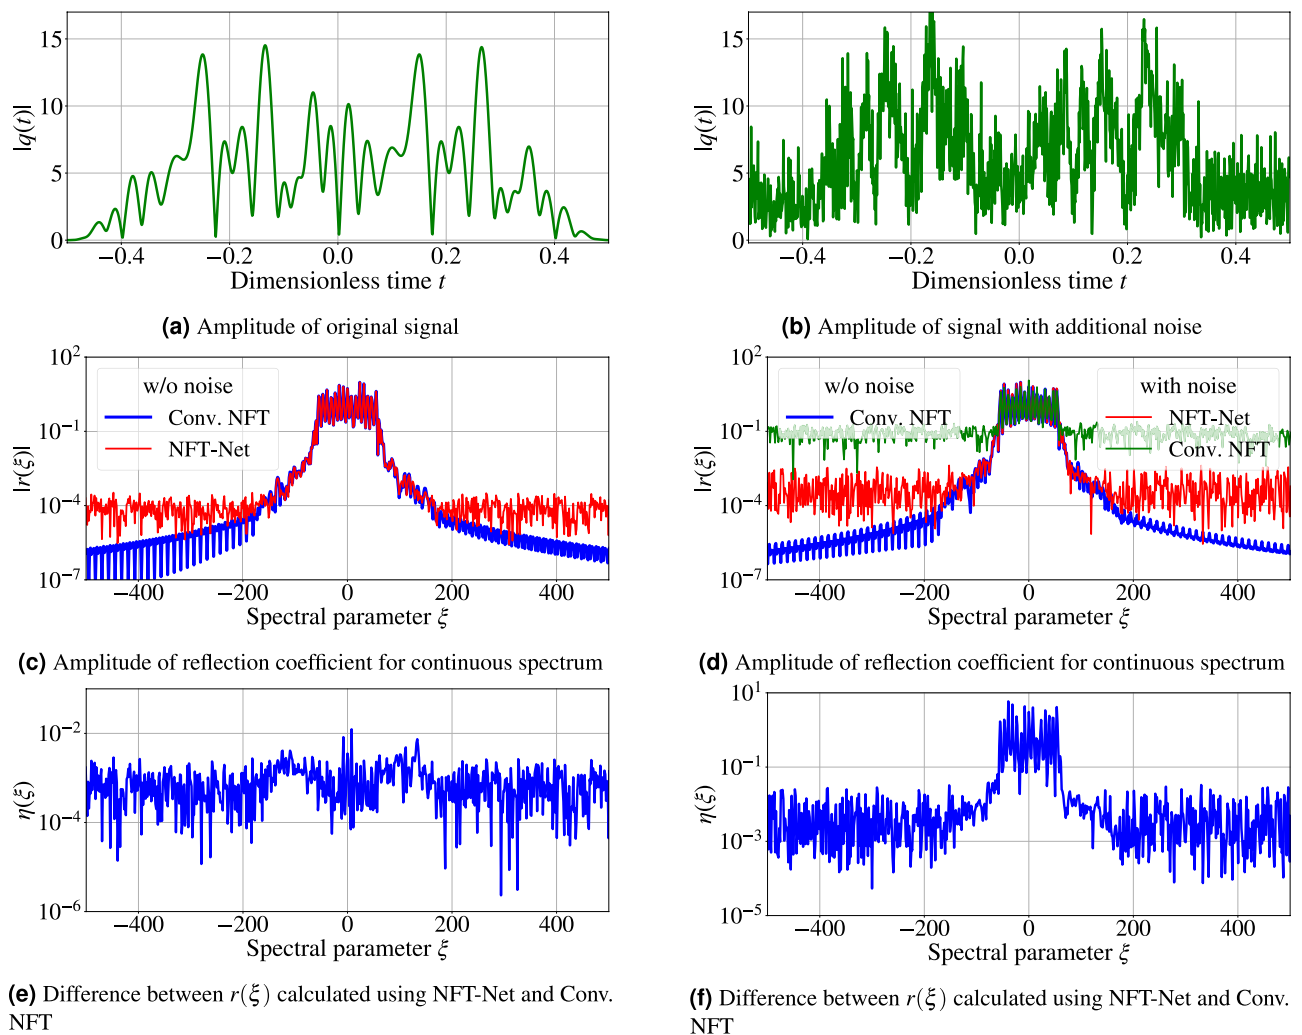 15
10
5
0
|q(t)|
−0.4
−0.2
0.0
0.2
0.4
Dimensionless time t
(a) Amplitude of original signal
15
10
5
0
|q(t)|
−0.4
−0.2
0.0
0.2
0.4
Dimensionless time t
(b) Amplitude of signal with additional noise
10²
10⁻¹
10⁻⁴
10⁻⁷
|r(ξ)|
w/o noise
Conv. NFT
NFT-Net
−400
−200
0
200
400
Spectral parameter ξ
(c) Amplitude of reflection coefficient for continuous spectrum
10²
10⁻¹
10⁻⁴
10⁻⁷
|r(ξ)|
w/o noise
Conv. NFT
with noise
NFT-Net
Conv. NFT
−400
−200
0
200
400
Spectral parameter ξ
(d) Amplitude of reflection coefficient for continuous spectrum
10⁻²
10⁻⁴
10⁻⁶
η(ξ)
−400
−200
0
200
400
Spectral parameter ξ
(e) Difference between r(ξ) calculated using NFT-Net and Conv.
NFT
10¹
10⁻¹
10⁻³
10⁻⁵
η(ξ)
−400
−200
0
200
400
Spectral parameter ξ
(f) Difference between r(ξ) calculated using NFT-Net and Conv.
NFT